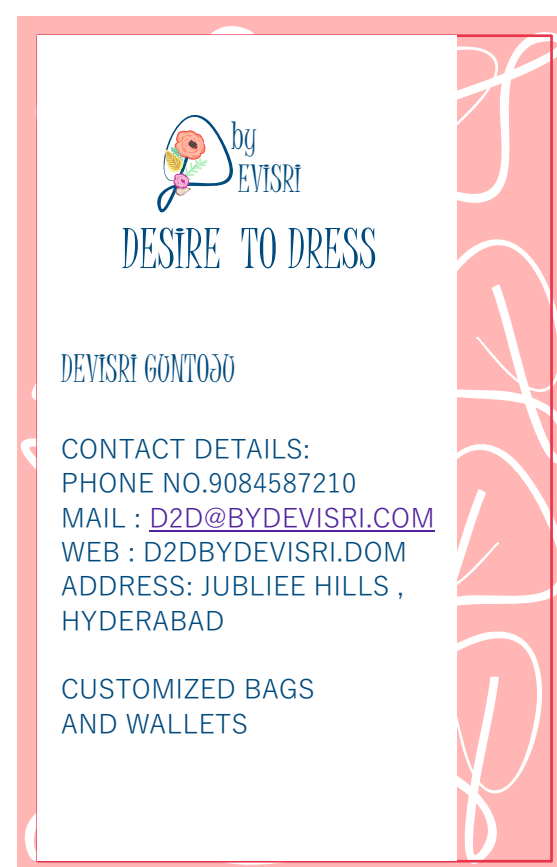 by
EVISRI
DESIRE TO DRESS
DEVISRI GUNTOJU
CONTACT DETAILS:
PHONE NO.9084587210
MAIL : D2D@BYDEVISRI.COM
WEB : D2DBYDEVISRI.DOM
ADDRESS: JUBLIEE HILLS ,
HYDERABAD
CUSTOMIZED BAGS
AND WALLETS